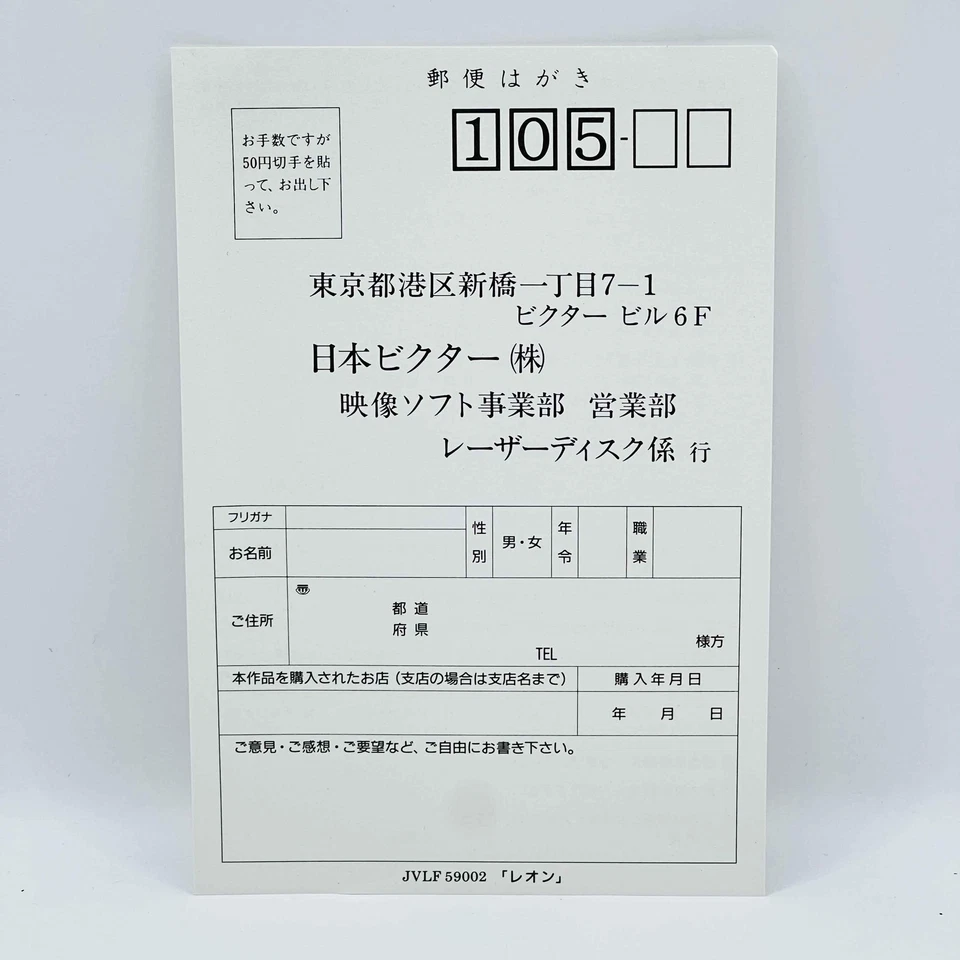 郵便はがき
お手数ですが
50円切手を貼
って、お出し下
さい。
105-
東京都港区新橋一丁目7−1
ビクター ビル6F
日本ビクター㈱
映像ソフト事業部 営業部
レーザーディスク係 行
フリガナ
お名前
性別
男・女
年令
職業
ご住所
〠
都 道
府 県
TEL
様方
本作品を購入されたお店(支店の場合は支店名まで)
購入年月日
年 月 日
ご意見・ご感想・ご要望など、ご自由にお書き下さい。
JVLF 59002 「レオン」